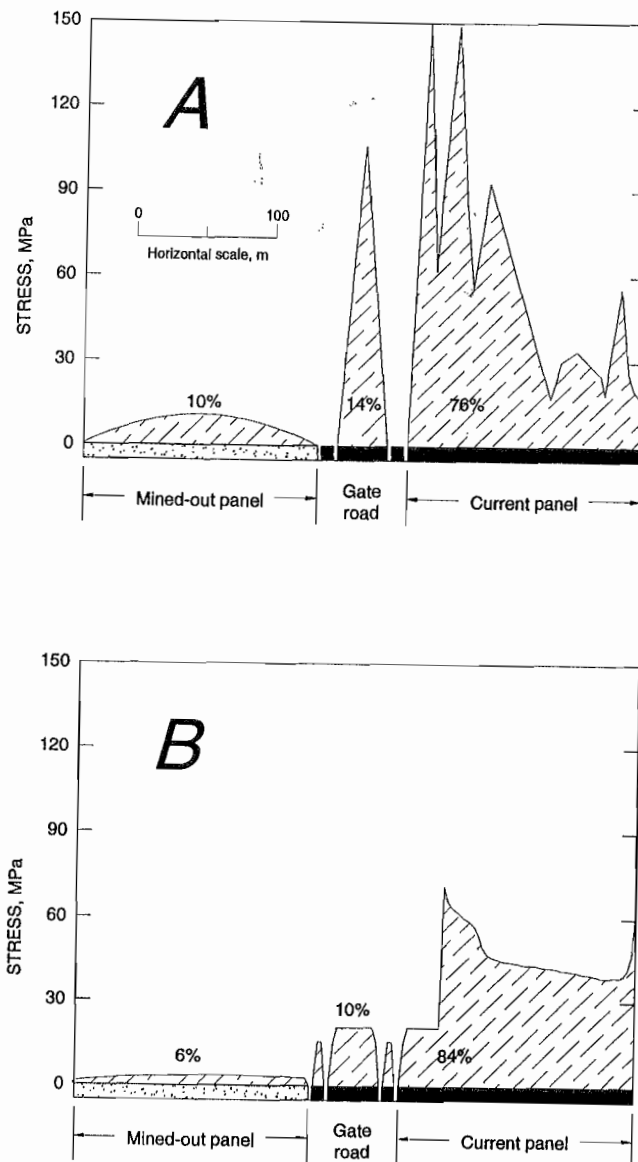 150
120
90
60
30
0
STRESS, MPa
A
0 100
Horizontal scale, m
10%
14%
76%
Mined-out panel
Gate
road
Current panel
150
120
90
60
30
0
STRESS, MPa
B
6%
10%
84%
Mined-out panel
Gate
road
Current panel